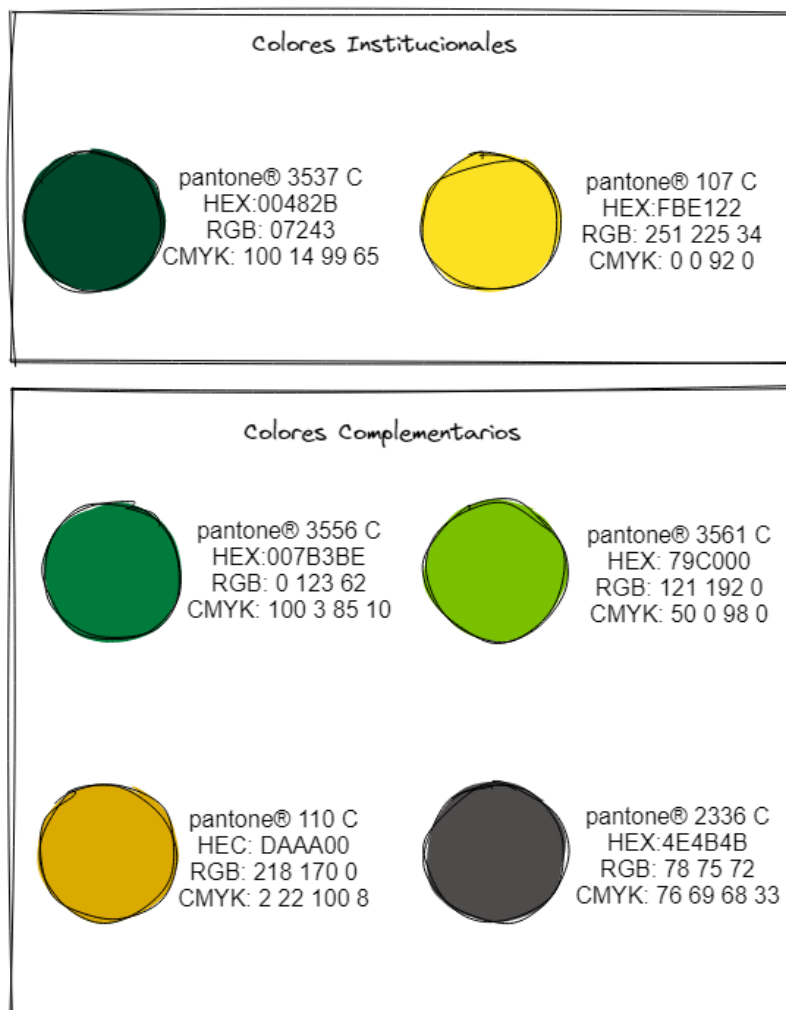 Colores Institucionales
pantone® 3537 C
HEX:00482B
RGB: 07243
CMYK: 100 14 99 65
pantone® 107 C
HEX:FBE122
RGB: 251 225 34
CMYK: 0 0 92 0
Colores Complementarios
pantone® 3556 C
HEX:007B3BE
RGB: 0 123 62
CMYK: 100 3 85 10
pantone® 3561 C
HEX: 79C000
RGB: 121 192 0
CMYK: 50 0 98 0
pantone® 110 C
HEC: DAAA00
RGB: 218 170 0
CMYK: 2 22 100 8
pantone® 2336 C
HEX:4E4B4B
RGB: 78 75 72
CMYK: 76 69 68 33